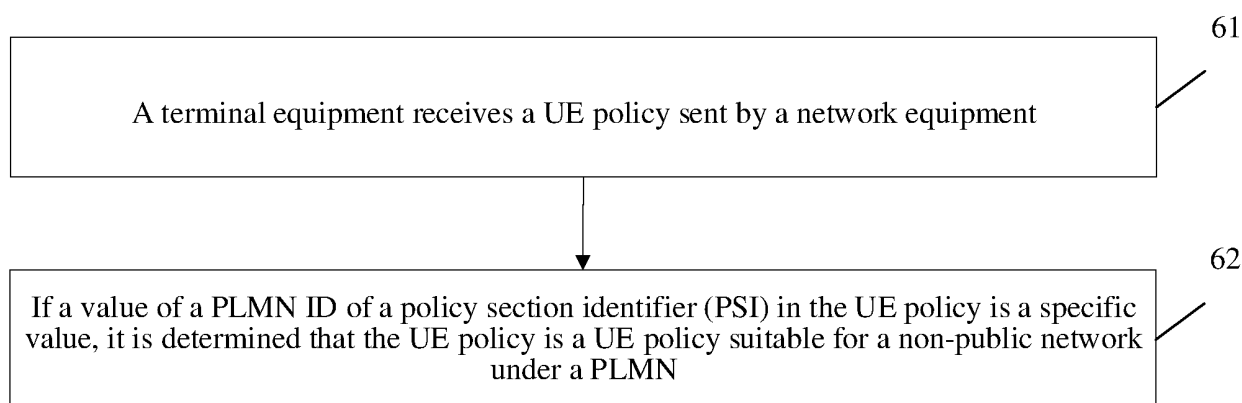 61
A terminal equipment receives a UE policy sent by a network equipment
62
If a value of a PLMN ID of a policy section identifier (PSI) in the UE policy is a specific
value, it is determined that the UE policy is a UE policy suitable for a non-public network
under a PLMN